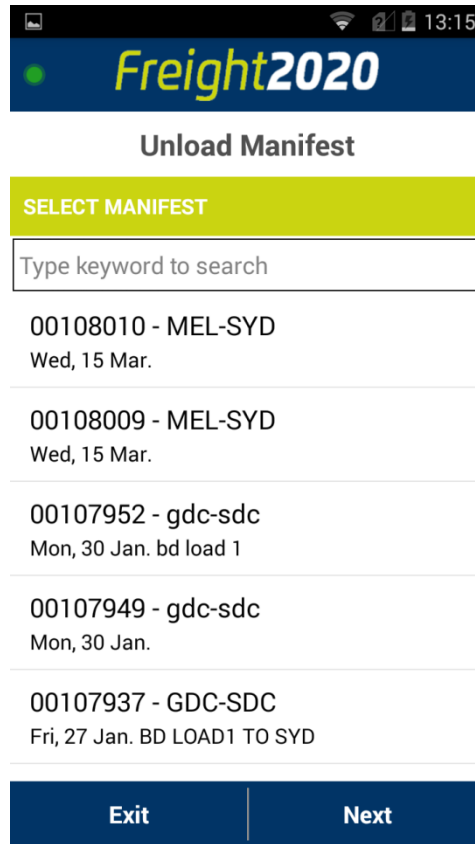 13:15
Freight2020
Unload Manifest
SELECT MANIFEST
Type keyword to search
00108010 - MEL-SYD
Wed, 15 Mar.
00108009 - MEL-SYD
Wed, 15 Mar.
00107952 - gdc-sdc
Mon, 30 Jan. bd load 1
00107949 - gdc-sdc
Mon, 30 Jan.
00107937 - GDC-SDC
Fri, 27 Jan. BD LOAD1 TO SYD
Exit Next